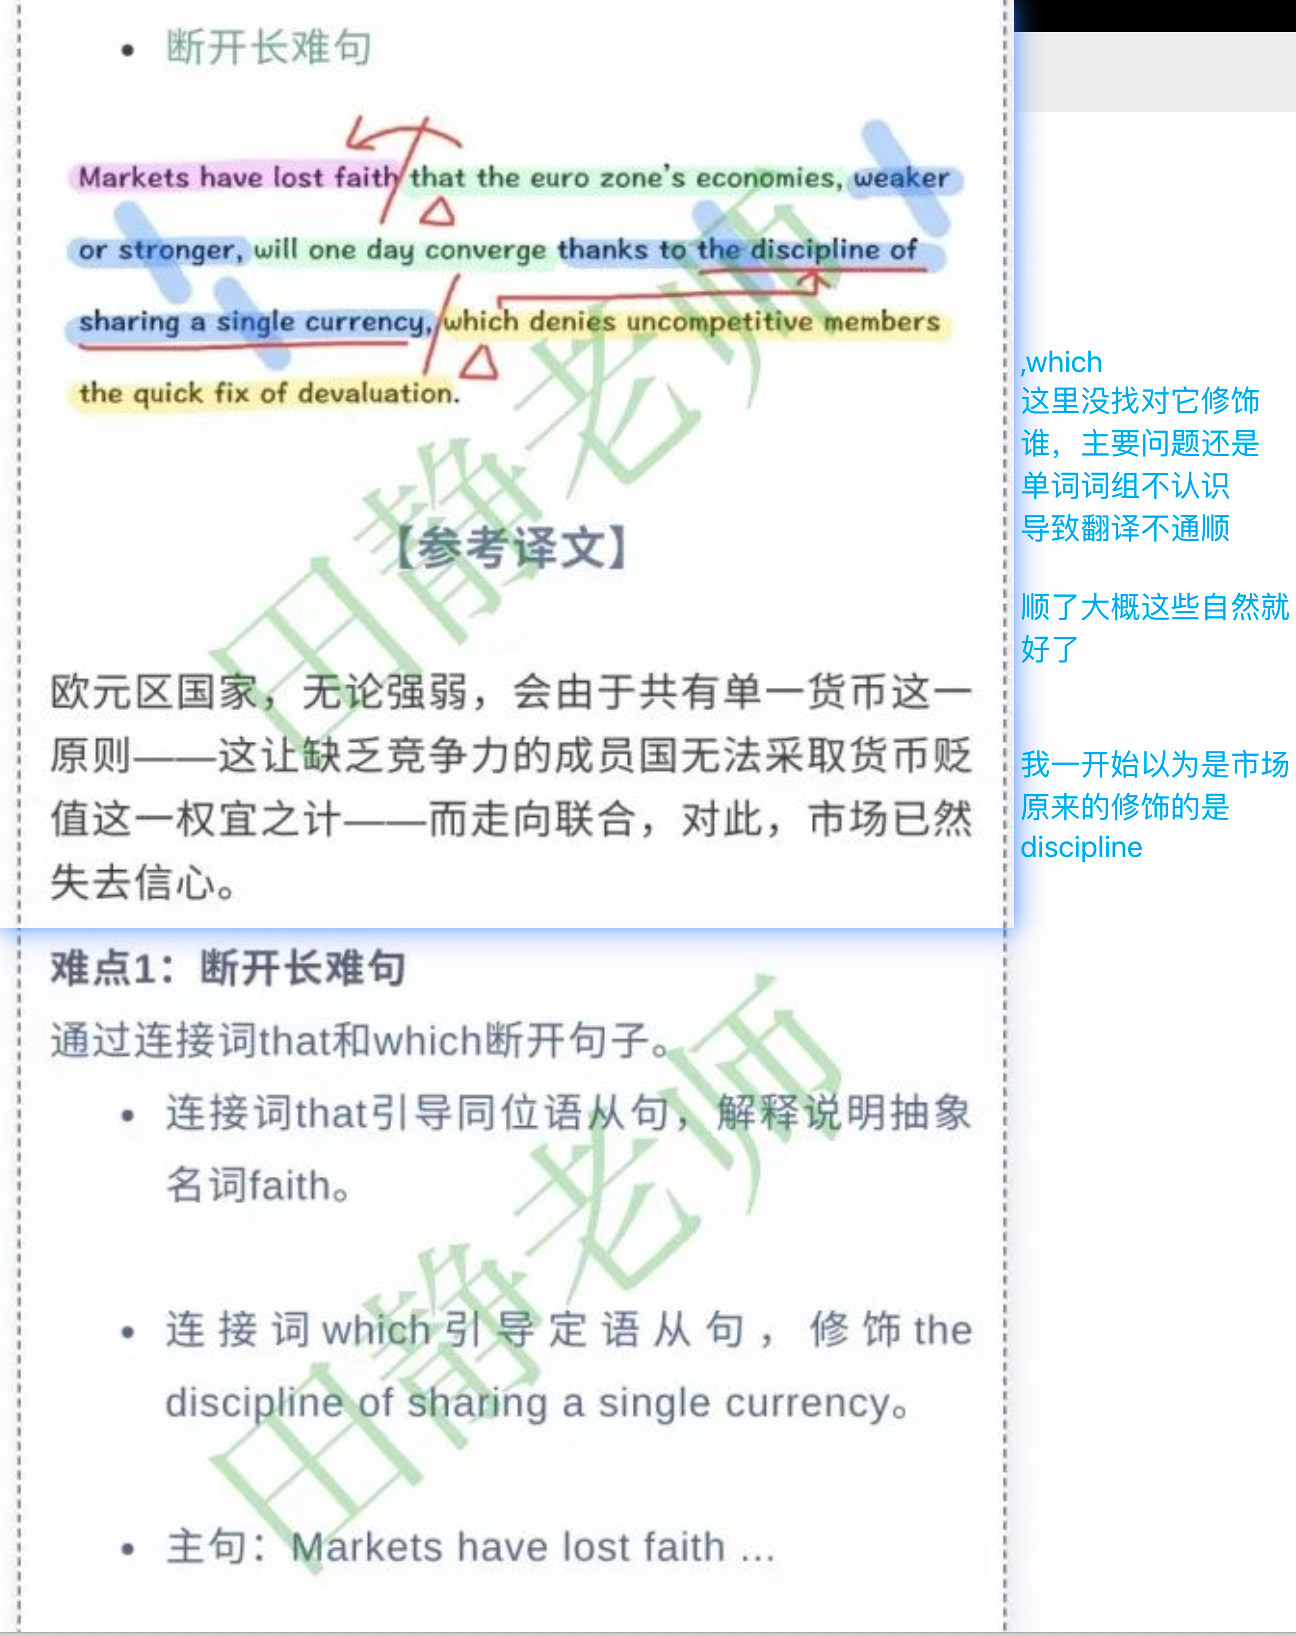 断开长难句
Markets have lost faith that the euro zone's economies, weaker
or stronger, will one day converge thanks to the discipline of
sharing a single currency, which denies uncompetitive members
the quick fix of devaluation.
,which
这里没找对它修饰
谁，主要问题还是
单词词组不认识
导致翻译不通顺
顺了大概这些自然就
好了
我一开始以为是市场
原来的修饰的是
discipline
【参考译文】
欧元区国家，无论强弱，会由于共有单一货币这一
原则——这让缺乏竞争力的成员国无法采取货币贬
值这一权宜之计——而走向联合，对此，市场已然
失去信心。
难点1：断开长难句
通过连接词that和which断开句子。
连接词that引导同位语从句，解释说明抽象
名词faith。
连接词which引导定语从句，修饰the
discipline of sharing a single currency。
主句：Markets have lost faith ...
田静老师
田静老师